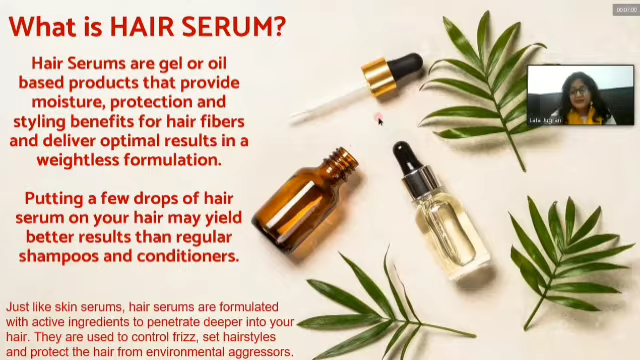 What is HAIR SERUM?
Hair Serums are gel or oil
based products that provide
moisture, protection and
styling benefits for hair fibers
and deliver optimal results in a
weightless formulation.
Putting a few drops of hair
serum on your hair may yield
better results than regular
shampoos and conditioners.
Just like skin serums, hair serums are formulated
with active ingredients to penetrate deeper into your
hair. They are used to control frizz, set hairstyles
and protect the hair from environmental aggressors.